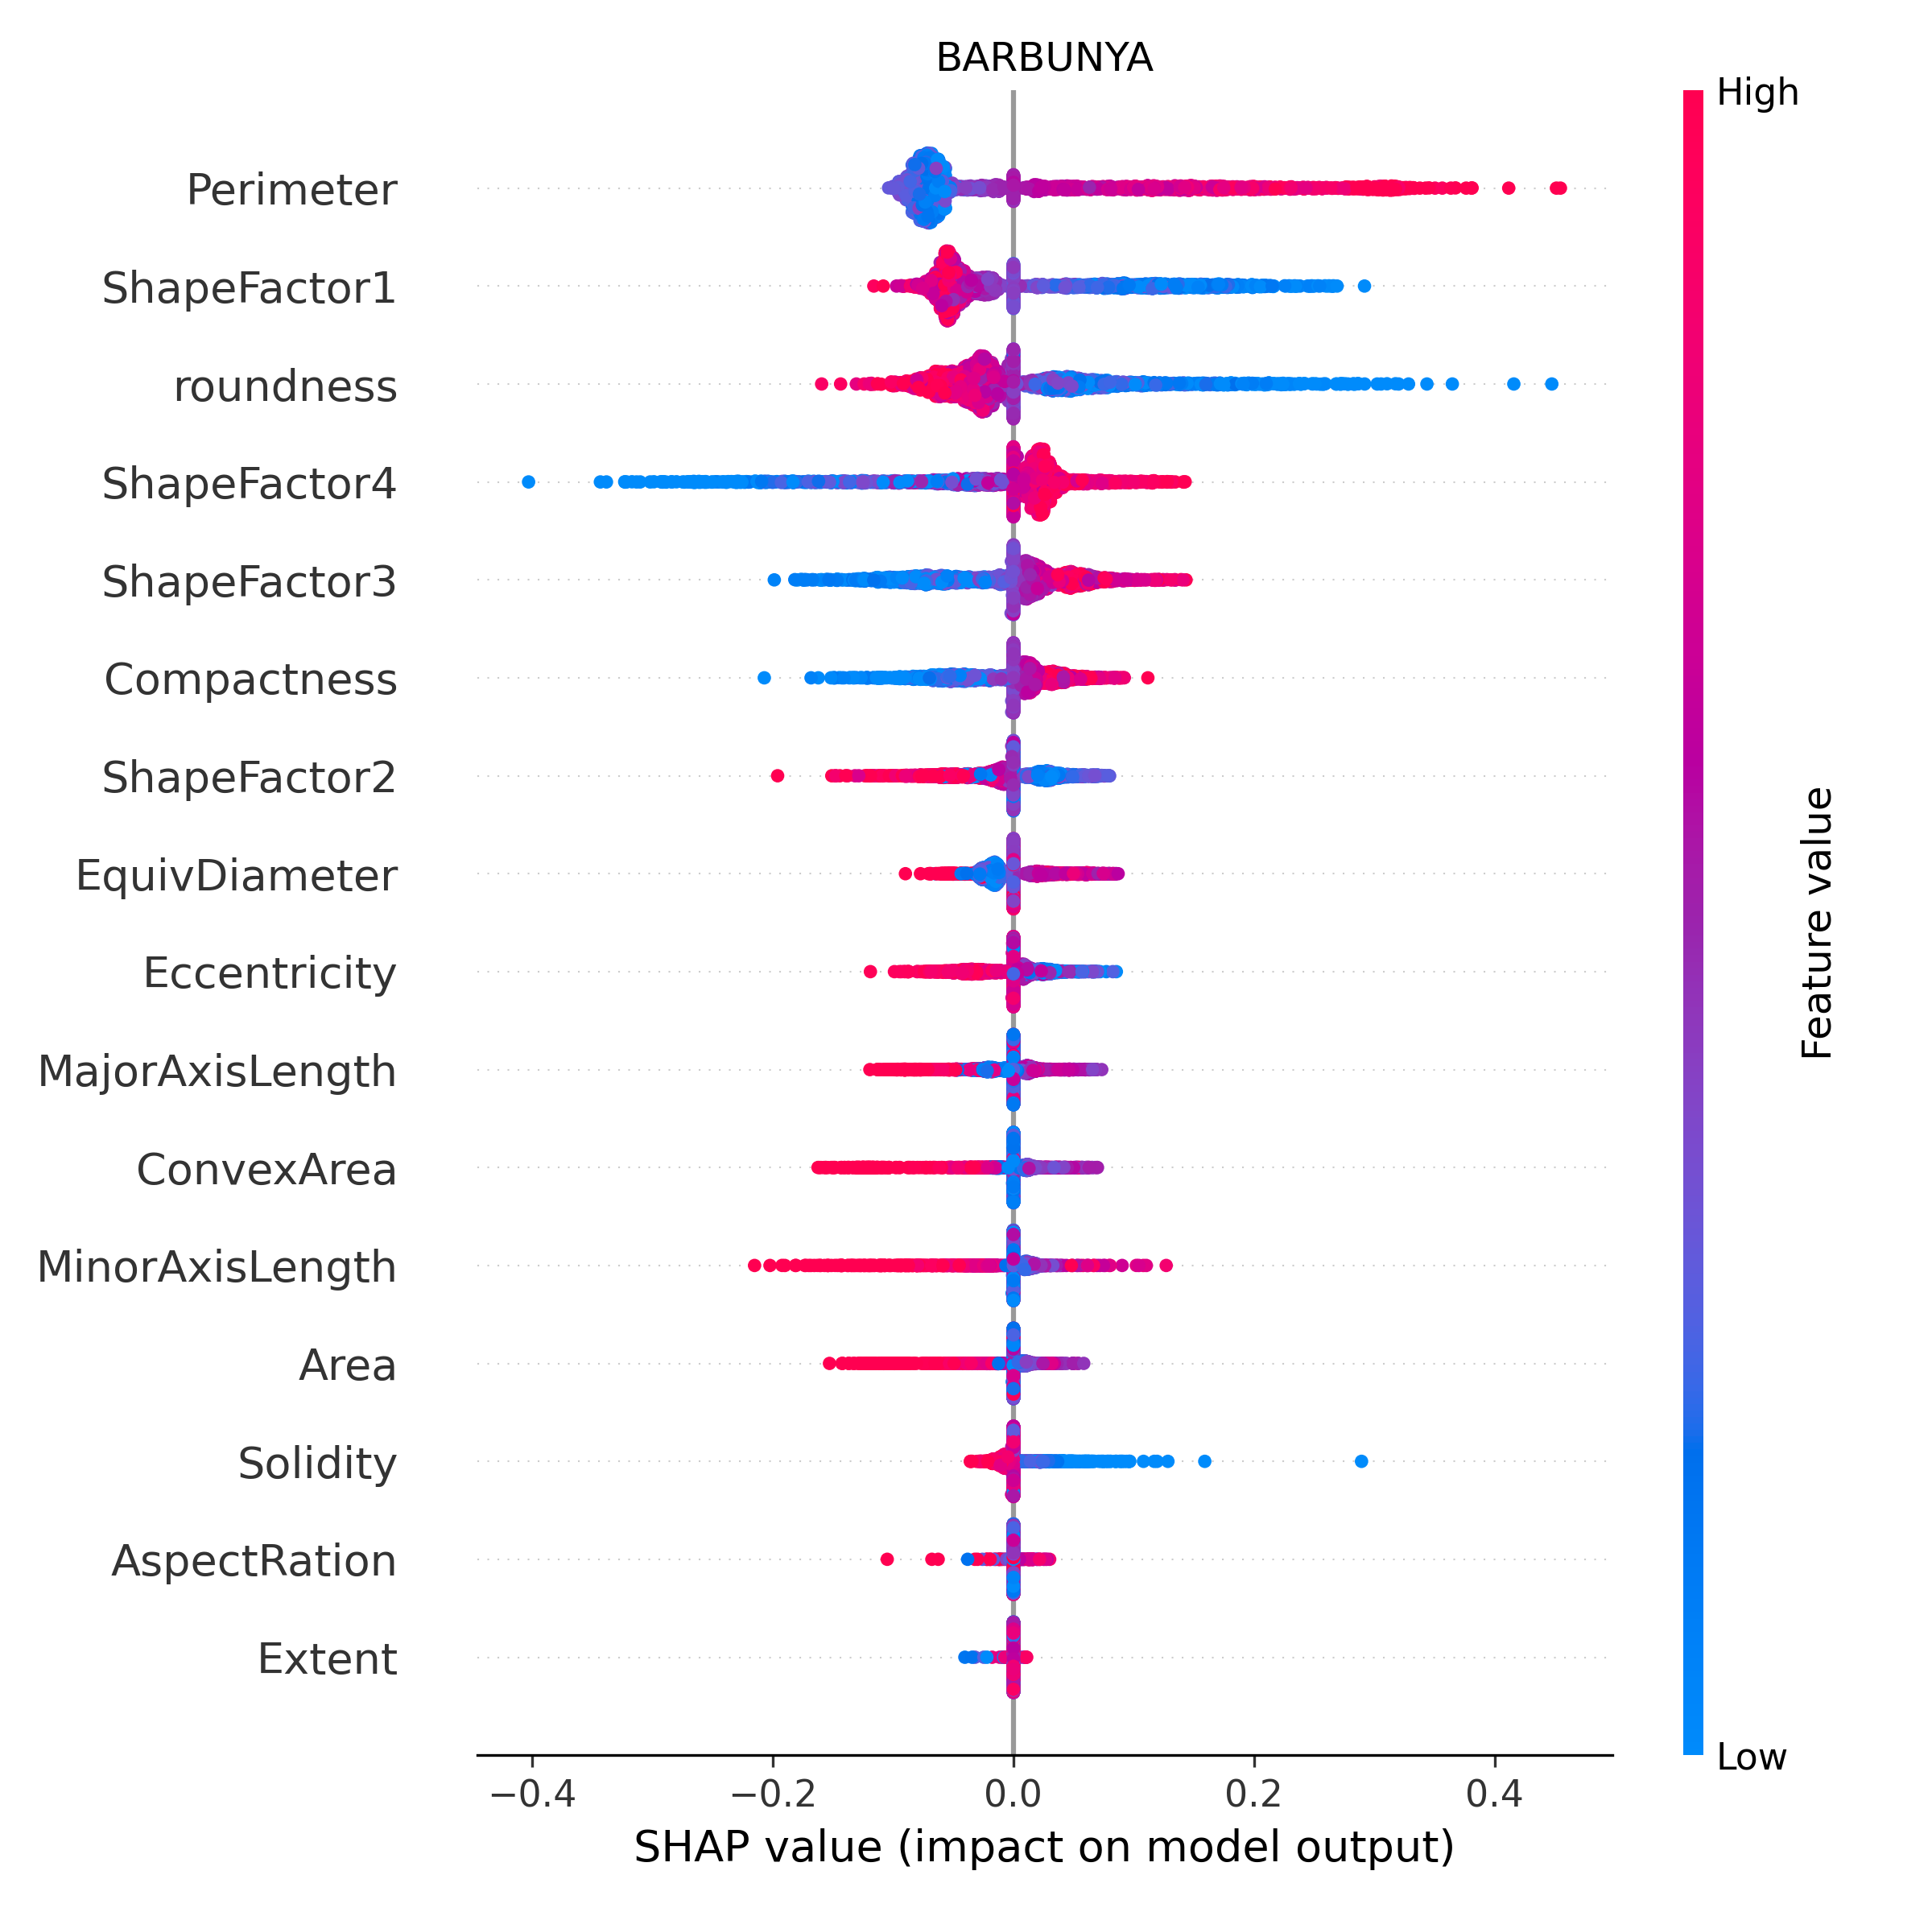 BARBUNYA
High
Perimeter
ShapeFactor1
roundness
ShapeFactor4
ShapeFactor3
Compactness
ShapeFactor2
EquivDiameter
Eccentricity
MajorAxisLength
ConvexArea
MinorAxisLength
Area
Solidity
AspectRation
Extent
Feature value
Low
−0.4 −0.2 0.0 0.2 0.4
SHAP value (impact on model output)